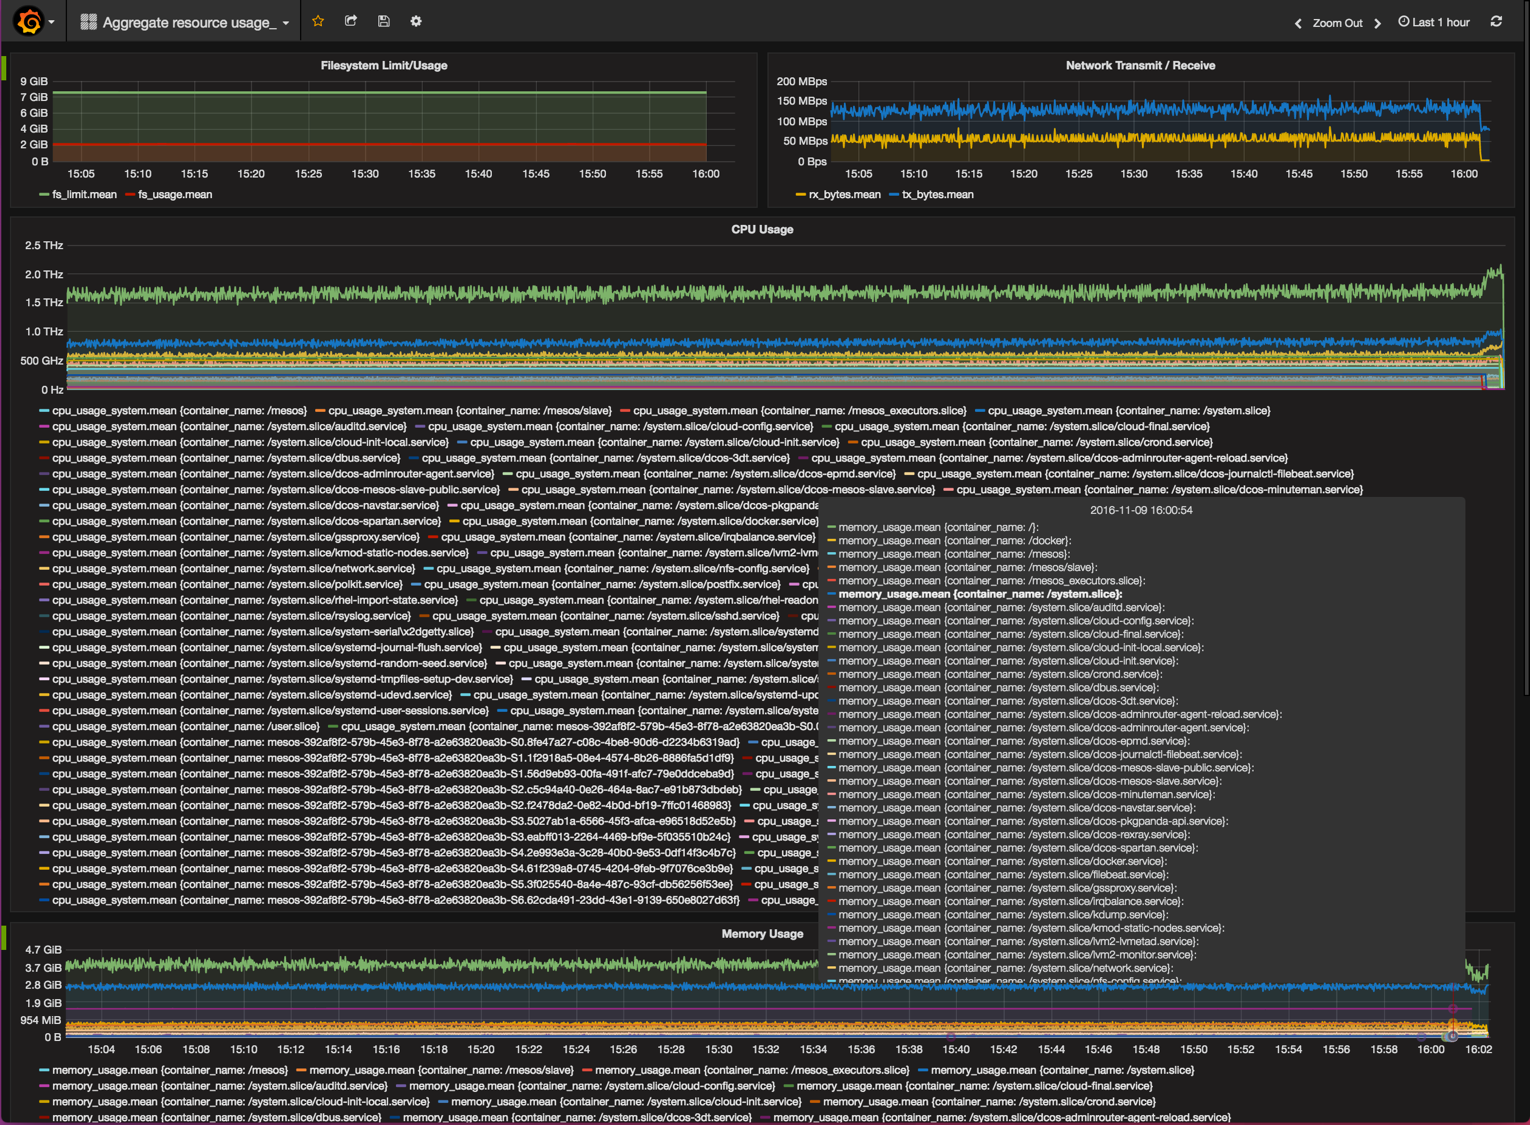 Aggregate resource usage_
Zoom Out
Last 1 hour
Filesystem Limit/Usage
9 GiB
7 GiB
6 GiB
4 GiB
2 GiB
0 B
15:05 15:10 15:15 15:20 15:25 15:30 15:35 15:40 15:45 15:50 15:55 16:00
fs_limit.mean fs_usage.mean
Network Transmit / Receive
200 MBps
150 MBps
100 MBps
50 MBps
0 Bps
15:05 15:10 15:15 15:20 15:25 15:30 15:35 15:40 15:45 15:50 15:55 16:00
rx_bytes.mean tx_bytes.mean
CPU Usage
2.5 THz
2.0 THz
1.5 THz
1.0 THz
500 GHz
0 Hz
cpu_usage_system.mean {container_name: /mesos} cpu_usage_system.mean {container_name: /mesos/slave} cpu_usage_system.mean {container_name: /mesos_executors.slice} cpu_usage_system.mean {container_name: /system.slice}
cpu_usage_system.mean {container_name: /system.slice/auditd.service} cpu_usage_system.mean {container_name: /system.slice/cloud-config.service} cpu_usage_system.mean {container_name: /system.slice/cloud-final.service}
cpu_usage_system.mean {container_name: /system.slice/cloud-init-local.service} cpu_usage_system.mean {container_name: /system.slice/cloud-init.service} cpu_usage_system.mean {container_name: /system.slice/crond.service}
cpu_usage_system.mean {container_name: /system.slice/dbus.service} cpu_usage_system.mean {container_name: /system.slice/dcos-3dt.service} cpu_usage_system.mean {container_name: /system.slice/dcos-adminrouter-agent-reload.service}
cpu_usage_system.mean {container_name: /system.slice/dcos-adminrouter-agent.service} cpu_usage_system.mean {container_name: /system.slice/dcos-epmd.service} cpu_usage_system.mean {container_name: /system.slice/dcos-journalctl-filebeat.service}
cpu_usage_system.mean {container_name: /system.slice/dcos-mesos-slave-public.service} cpu_usage_system.mean {container_name: /system.slice/dcos-mesos-slave.service} cpu_usage_system.mean {container_name: /system.slice/dcos-minuteman.service}
cpu_usage_system.mean {container_name: /system.slice/dcos-navstar.service} cpu_usage_system.mean {container_name: /system.slice/dcos-pkgpanda
cpu_usage_system.mean {container_name: /system.slice/dcos-spartan.service} cpu_usage_system.mean {container_name: /system.slice/docker.service}
cpu_usage_system.mean {container_name: /system.slice/gssproxy.service} cpu_usage_system.mean {container_name: /system.slice/irqbalance.service}
cpu_usage_system.mean {container_name: /system.slice/kmod-static-nodes.service} cpu_usage_system.mean {container_name: /system.slice/lvm2-lvm
cpu_usage_system.mean {container_name: /system.slice/network.service} cpu_usage_system.mean {container_name: /system.slice/nfs-config.service}
cpu_usage_system.mean {container_name: /system.slice/polkit.service} cpu_usage_system.mean {container_name: /system.slice/postfix.service}
cpu_usage_system.mean {container_name: /system.slice/rhel-import-state.service} cpu_usage_system.mean {container_name: /system.slice/rhel-readon
cpu_usage_system.mean {container_name: /system.slice/rsyslog.service} cpu_usage_system.mean {container_name: /system.slice/sshd.service}
cpu_usage_system.mean {container_name: /system.slice/system-serial\x2dgetty.slice} cpu_usage_system.mean {container_name: /system.slice/systemd
cpu_usage_system.mean {container_name: /system.slice/systemd-journal-flush.service} cpu_usage_system.mean {container_name: /system.slice/system
cpu_usage_system.mean {container_name: /system.slice/systemd-random-seed.service} cpu_usage_system.mean {container_name: /system.slice/syste
cpu_usage_system.mean {container_name: /system.slice/systemd-tmpfiles-setup-dev.service} cpu_usage_system.mean {container_name: /system.slice/s
cpu_usage_system.mean {container_name: /system.slice/systemd-udevd.service} cpu_usage_system.mean {container_name: /system.slice/systemd-upd
cpu_usage_system.mean {container_name: /system.slice/systemd-user-sessions.service} cpu_usage_system.mean {container_name: /system.slice/syste
cpu_usage_system.mean {container_name: /user.slice} cpu_usage_system.mean {container_name: mesos-392af8f2-579b-45e3-8f78-a2e63820ea3b-S0.0
cpu_usage_system.mean {container_name: mesos-392af8f2-579b-45e3-8f78-a2e63820ea3b-S0.8fe47a27-c08c-4be8-90d6-d2234b6319ad} cpu_usag
cpu_usage_system.mean {container_name: mesos-392af8f2-579b-45e3-8f78-a2e63820ea3b-S1.1f2918a5-08e4-4574-8b26-8886fa5d1df9} cpu_usage
cpu_usage_system.mean {container_name: mesos-392af8f2-579b-45e3-8f78-a2e63820ea3b-S1.56d9eb93-00fa-491f-afc7-79e0ddceba9d} cpu_usage
cpu_usage_system.mean {container_name: mesos-392af8f2-579b-45e3-8f78-a2e63820ea3b-S2.c5c94a40-0e26-464a-8ac7-e91b873dbdeb} cpu_usag
cpu_usage_system.mean {container_name: mesos-392af8f2-579b-45e3-8f78-a2e63820ea3b-S2.f2478da2-0e82-4b0d-bf19-7ffc01468983} cpu_usage_s
cpu_usage_system.mean {container_name: mesos-392af8f2-579b-45e3-8f78-a2e63820ea3b-S3.5027ab1a-6566-45f3-afca-e96518d52e5b} cpu_usage_
cpu_usage_system.mean {container_name: mesos-392af8f2-579b-45e3-8f78-a2e63820ea3b-S3.eabff013-2264-4469-bf9e-5f035510b24c} cpu_usage_s
cpu_usage_system.mean {container_name: mesos-392af8f2-579b-45e3-8f78-a2e63820ea3b-S4.2e993e3a-3c28-40b0-9e53-0df14f3c4b7c} cpu_usage_
cpu_usage_system.mean {container_name: mesos-392af8f2-579b-45e3-8f78-a2e63820ea3b-S4.61f239a8-0745-4204-9feb-9f7076ce3b9e} cpu_usage_
cpu_usage_system.mean {container_name: mesos-392af8f2-579b-45e3-8f78-a2e63820ea3b-S5.3f025540-8a4e-487c-93cf-db56256f53ee} cpu_usage_s
cpu_usage_system.mean {container_name: mesos-392af8f2-579b-45e3-8f78-a2e63820ea3b-S6.62cda491-23dd-43e1-9139-650e8027d63f} cpu_usag
2016-11-09 16:00:54
memory_usage.mean {container_name: /}:
memory_usage.mean {container_name: /docker}:
memory_usage.mean {container_name: /mesos}:
memory_usage.mean {container_name: /mesos/slave}:
memory_usage.mean {container_name: /mesos_executors.slice}:
memory_usage.mean {container_name: /system.slice}:
memory_usage.mean {container_name: /system.slice/auditd.service}:
memory_usage.mean {container_name: /system.slice/cloud-config.service}:
memory_usage.mean {container_name: /system.slice/cloud-final.service}:
memory_usage.mean {container_name: /system.slice/cloud-init-local.service}:
memory_usage.mean {container_name: /system.slice/cloud-init.service}:
memory_usage.mean {container_name: /system.slice/crond.service}:
memory_usage.mean {container_name: /system.slice/dbus.service}:
memory_usage.mean {container_name: /system.slice/dcos-3dt.service}:
memory_usage.mean {container_name: /system.slice/dcos-adminrouter-agent-reload.service}:
memory_usage.mean {container_name: /system.slice/dcos-adminrouter-agent.service}:
memory_usage.mean {container_name: /system.slice/dcos-epmd.service}:
memory_usage.mean {container_name: /system.slice/dcos-journalctl-filebeat.service}:
memory_usage.mean {container_name: /system.slice/dcos-mesos-slave-public.service}:
memory_usage.mean {container_name: /system.slice/dcos-mesos-slave.service}:
memory_usage.mean {container_name: /system.slice/dcos-minuteman.service}:
memory_usage.mean {container_name: /system.slice/dcos-navstar.service}:
memory_usage.mean {container_name: /system.slice/dcos-pkgpanda-api.service}:
memory_usage.mean {container_name: /system.slice/dcos-rexray.service}:
memory_usage.mean {container_name: /system.slice/dcos-spartan.service}:
memory_usage.mean {container_name: /system.slice/docker.service}:
memory_usage.mean {container_name: /system.slice/filebeat.service}:
memory_usage.mean {container_name: /system.slice/gssproxy.service}:
memory_usage.mean {container_name: /system.slice/irqbalance.service}:
memory_usage.mean {container_name: /system.slice/kdump.service}:
memory_usage.mean {container_name: /system.slice/kmod-static-nodes.service}:
memory_usage.mean {container_name: /system.slice/lvm2-lvmetad.service}:
memory_usage.mean {container_name: /system.slice/lvm2-monitor.service}:
memory_usage.mean {container_name: /system.slice/network.service}:
memory_usage.mean {container_name: /system.slice/nfs-config.service}:
Memory Usage
4.7 GiB
3.7 GiB
2.8 GiB
1.9 GiB
954 MiB
0 B
15:04 15:06 15:08 15:10 15:12 15:14 15:16 15:18 15:20 15:22 15:24 15:26 15:28 15:30 15:32 15:34 15:36 15:38 15:40 15:42 15:44 15:46 15:48 15:50 15:52 15:54 15:56 15:58 16:00 16:02
memory_usage.mean {container_name: /mesos} memory_usage.mean {container_name: /mesos/slave} memory_usage.mean {container_name: /mesos_executors.slice} memory_usage.mean {container_name: /system.slice}
memory_usage.mean {container_name: /system.slice/auditd.service} memory_usage.mean {container_name: /system.slice/cloud-config.service} memory_usage.mean {container_name: /system.slice/cloud-final.service}
memory_usage.mean {container_name: /system.slice/cloud-init-local.service} memory_usage.mean {container_name: /system.slice/cloud-init.service} memory_usage.mean {container_name: /system.slice/crond.service}
memory_usage.mean {container_name: /system.slice/dbus.service} memory_usage.mean {container_name: /system.slice/dcos-3dt.service} memory_usage.mean {container_name: /system.slice/dcos-adminrouter-agent-reload.service}